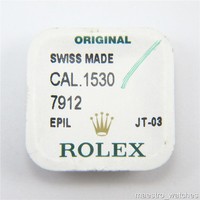 ORIGINAL
SWISS MADE
CAL.1530
7912
EPIL JT-03
ROLEX
maestro_watches